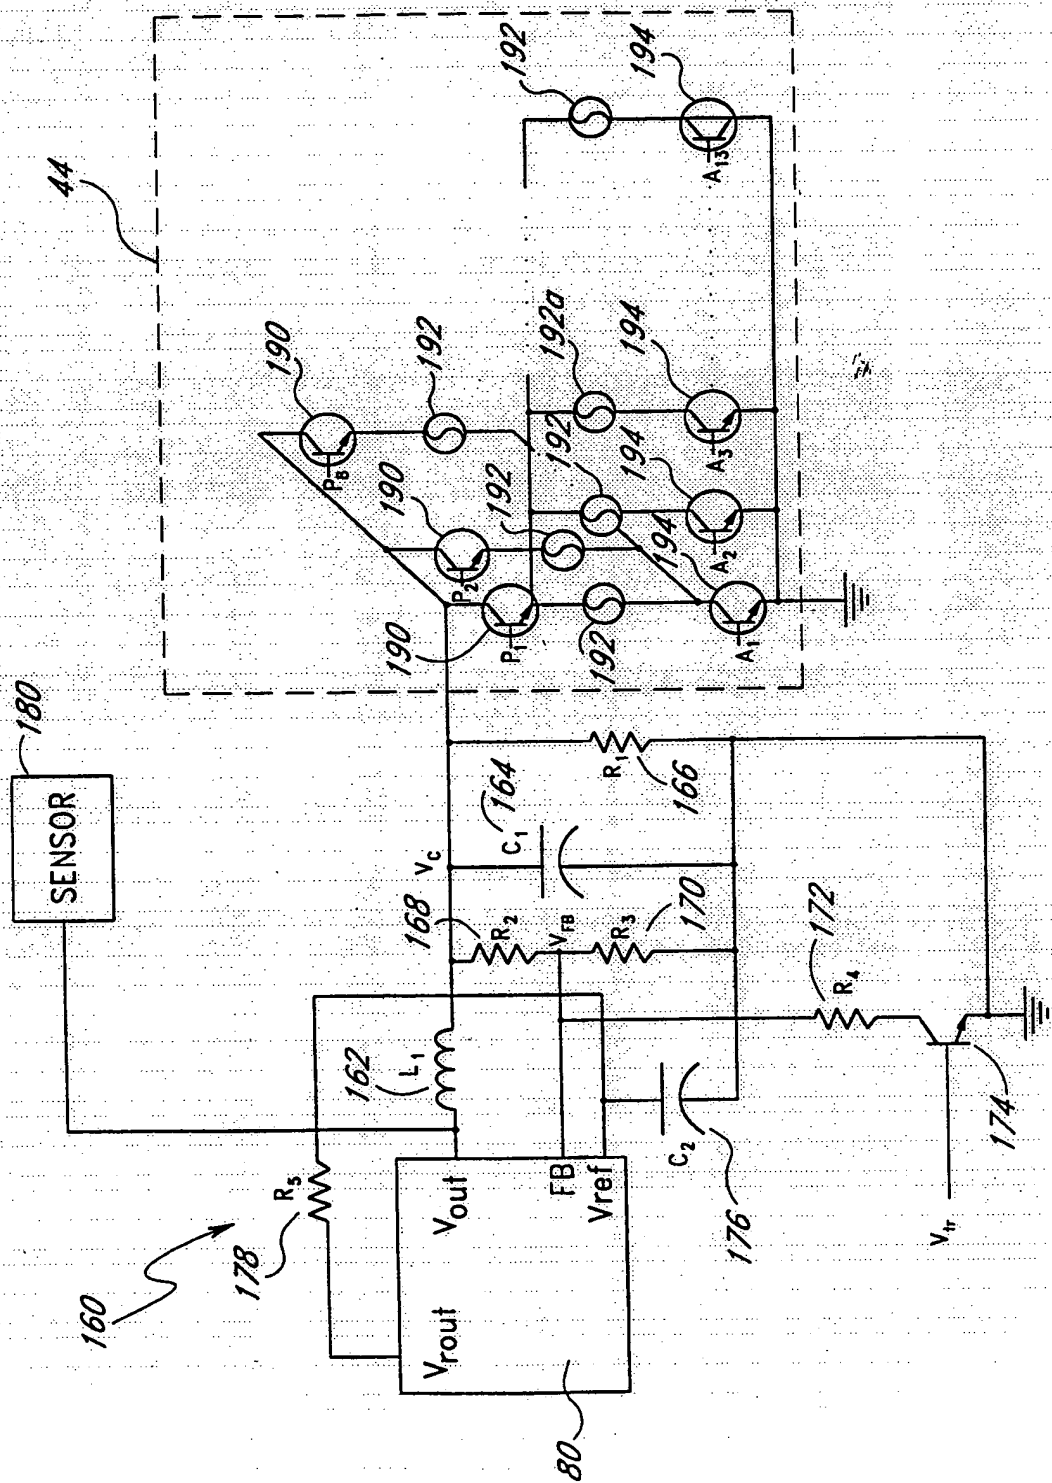 44
192
194
A13
190
192
192a
194
P8
190
192
192
194
A3
P2
194
A2
190
P1
192
A1
180
SENSOR
VC
164
C1
R1
166
168
R2
VFB
R3
170
172
R4
162
L1
174
Vtr
C2
176
160
178
R5
Vout
FB
Vref
Vrout
80